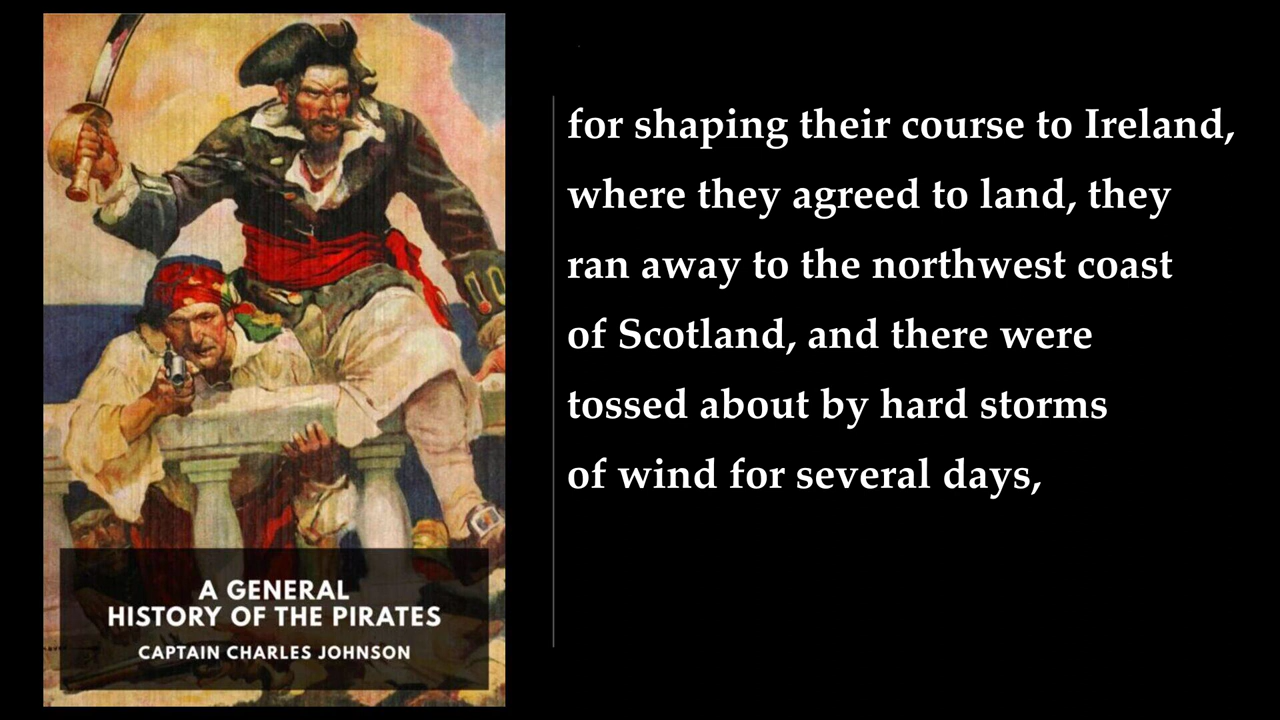 A GENERAL
HISTORY OF THE PIRATES
CAPTAIN CHARLES JOHNSON
for shaping their course to Ireland,
where they agreed to land, they
ran away to the northwest coast
of Scotland, and there were
tossed about by hard storms
of wind for several days,